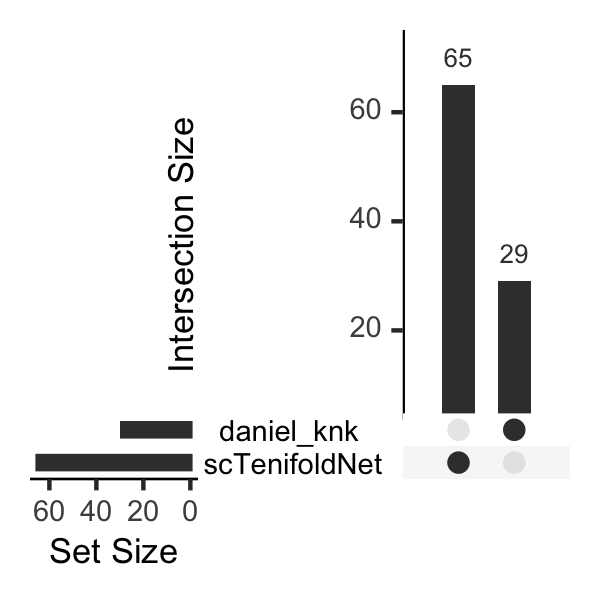 65
60
Intersection Size
40
29
20
daniel_knk
scTenifoldNet
60 40 20 0
Set Size